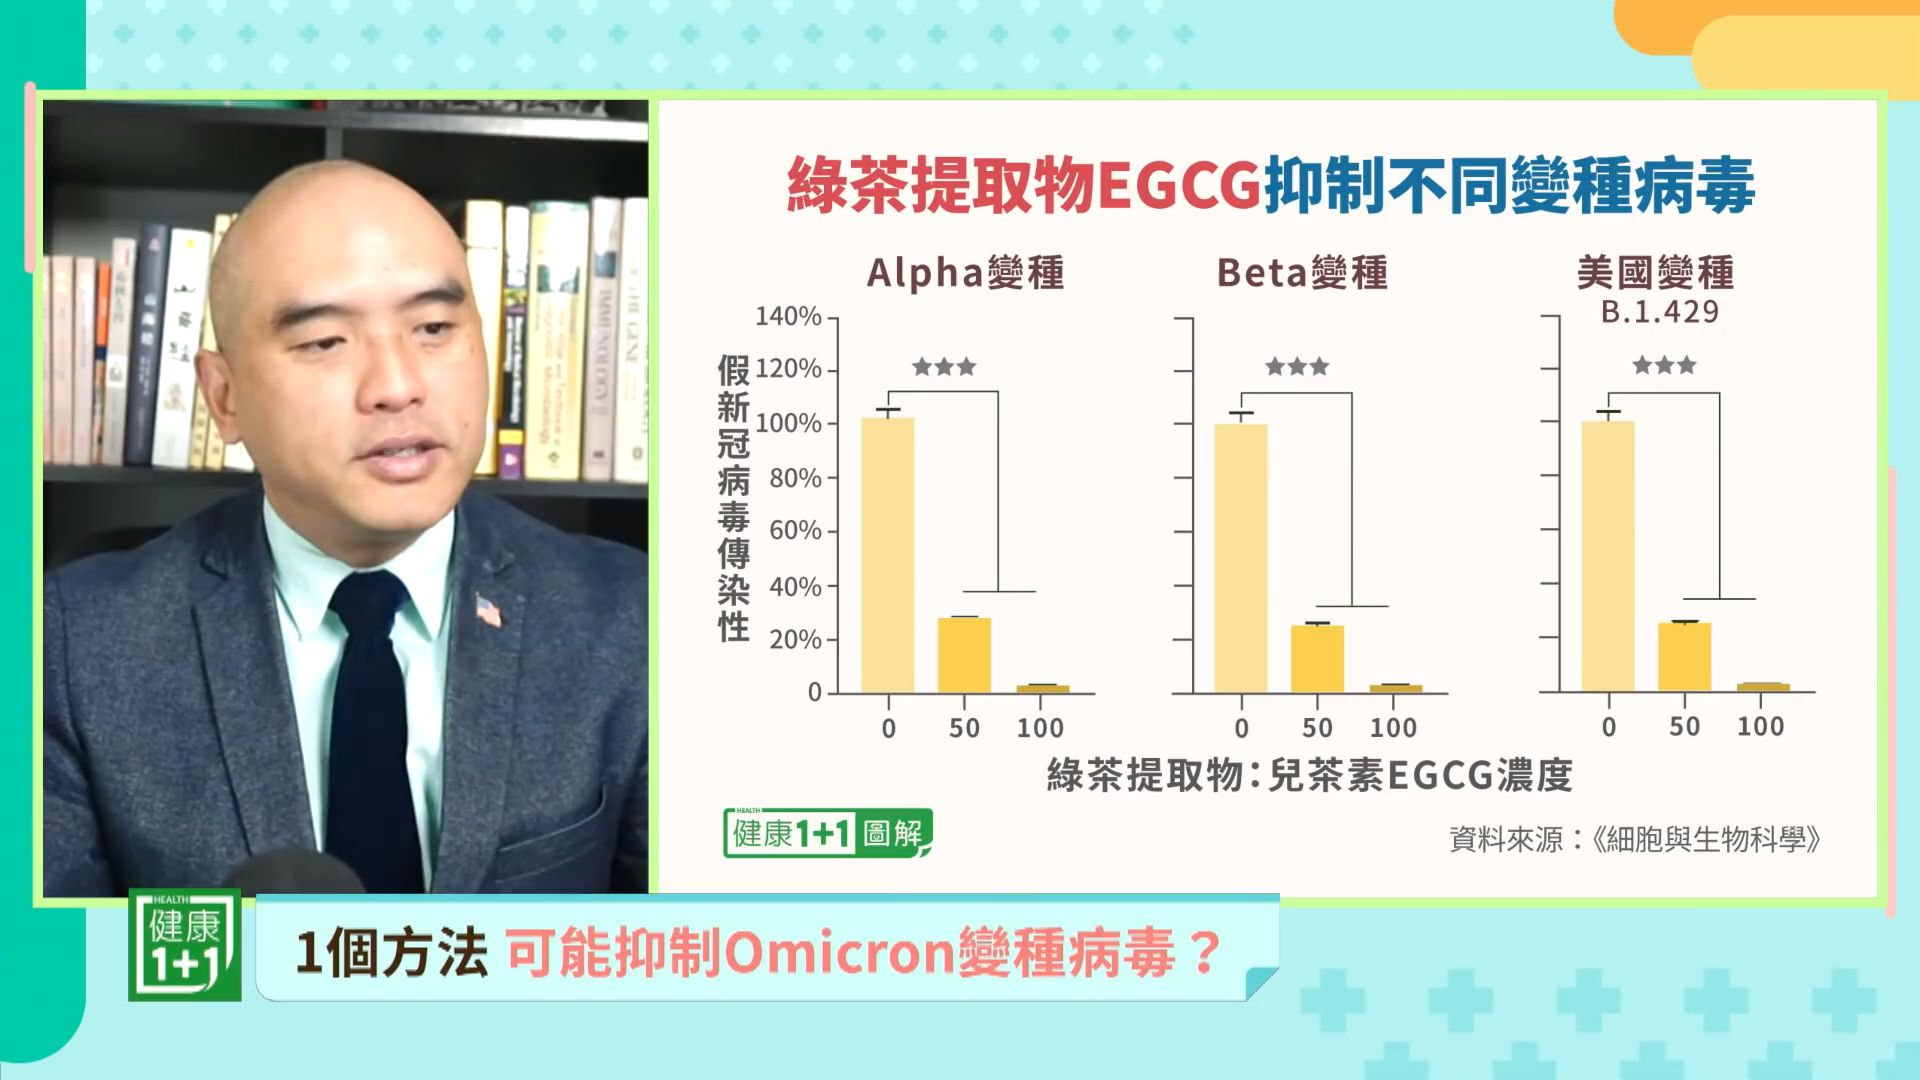 綠茶提取物EGCG抑制不同變種病毒
Alpha變種
Beta變種
美國變種
B.1.429
假新冠病毒傳染性
140%
120%
100%
80%
60%
40%
20%
0
★★★
★★★
★★★
0 50 100
0 50 100
0 50 100
綠茶提取物：兒茶素EGCG濃度
HEALTH
健康1+1圖解
資料來源：《細胞與生物科學》
HEALTH
健康
1+1
1個方法 可能抑制Omicron變種病毒？
IMMUNOLOGY
THE GENE